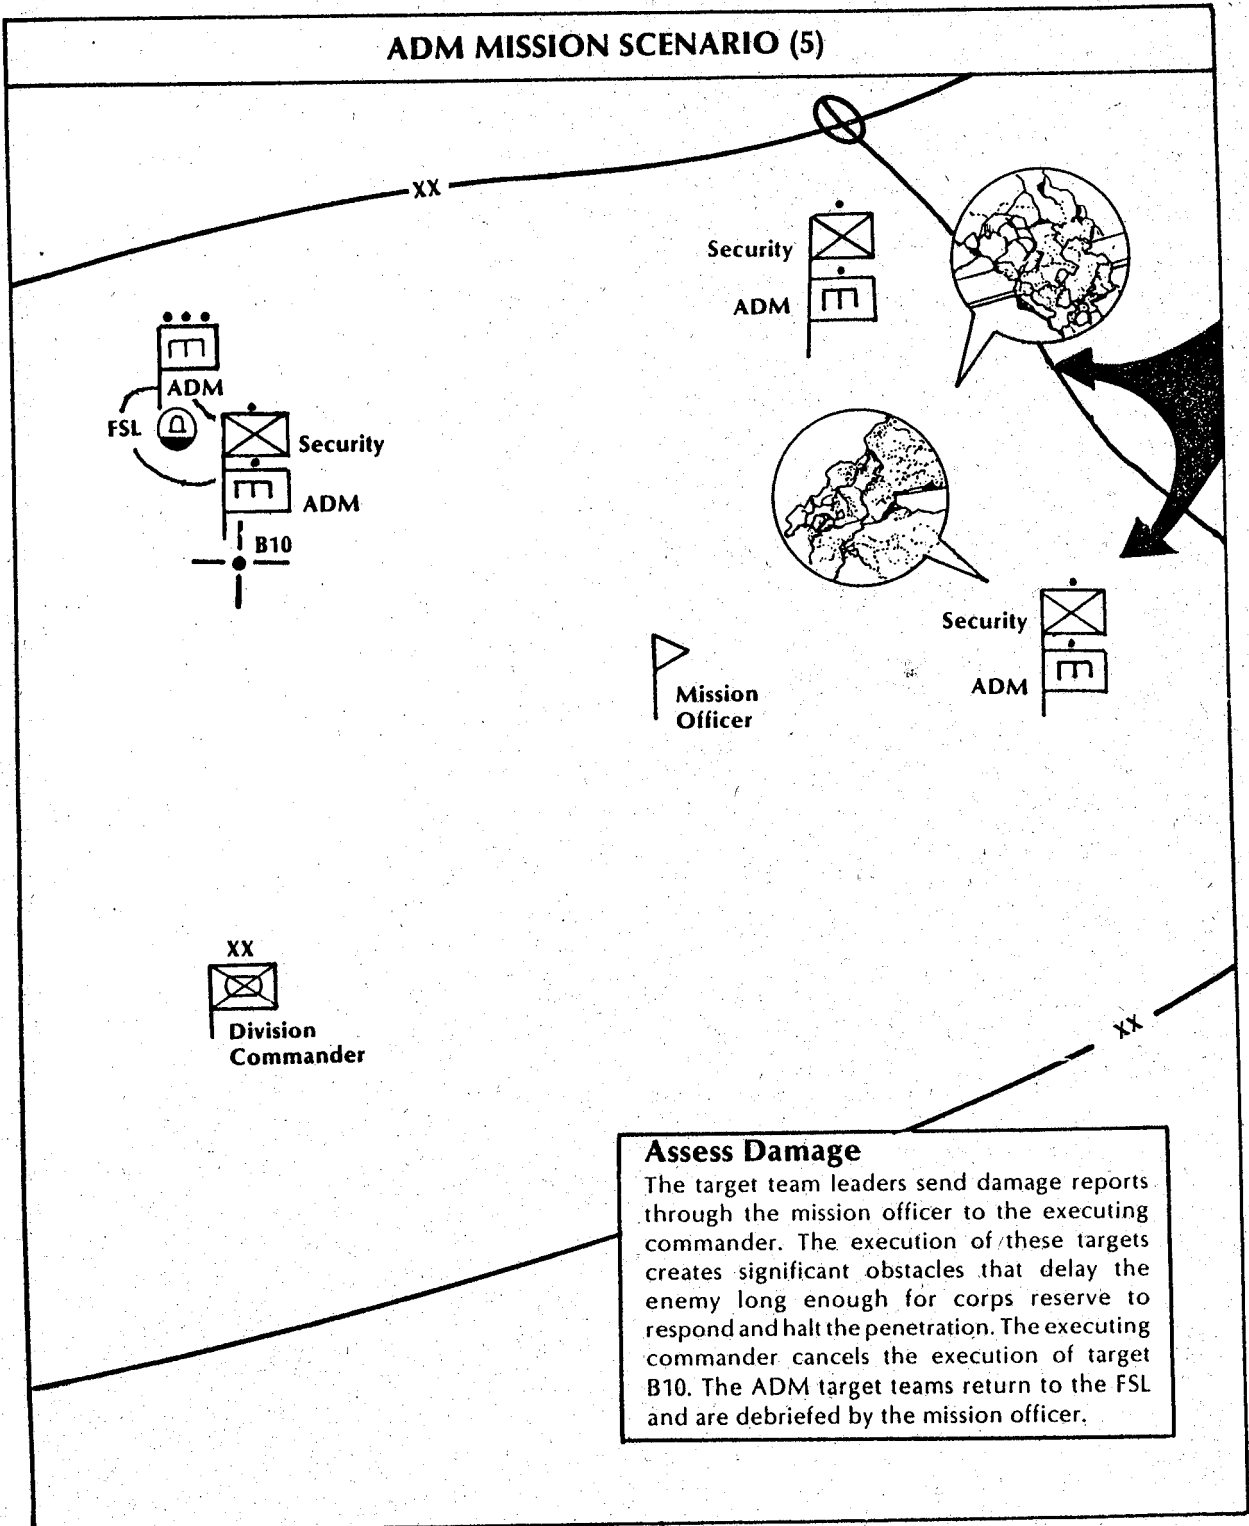 ADM MISSION SCENARIO (5)
XX
Security
ADM
ADM
FSL
Security
ADM
B10
Security
ADM
Mission
Officer
XX
Division
Commander
XX
Assess Damage
The target team leaders send damage reports
through the mission officer to the executing
commander. The execution of these targets
creates significant obstacles that delay the
enemy long enough for corps reserve to
respond and halt the penetration. The executing
commander cancels the execution of target
B10. The ADM target teams return to the FSL
and are debriefed by the mission officer.